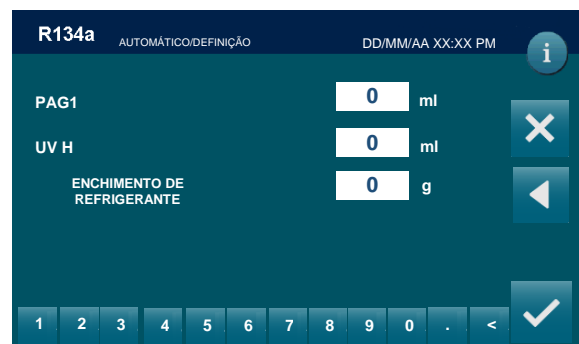 R134a AUTOMÁTICO/DEFINIÇÃO DD/MM/AA XX:XX PM
i
PAG1 0 ml
UV H 0 ml
ENCHIMENTO DE
REFRIGERANTE
0 g
1 2 3 4 5 6 7 8 9 0 . <